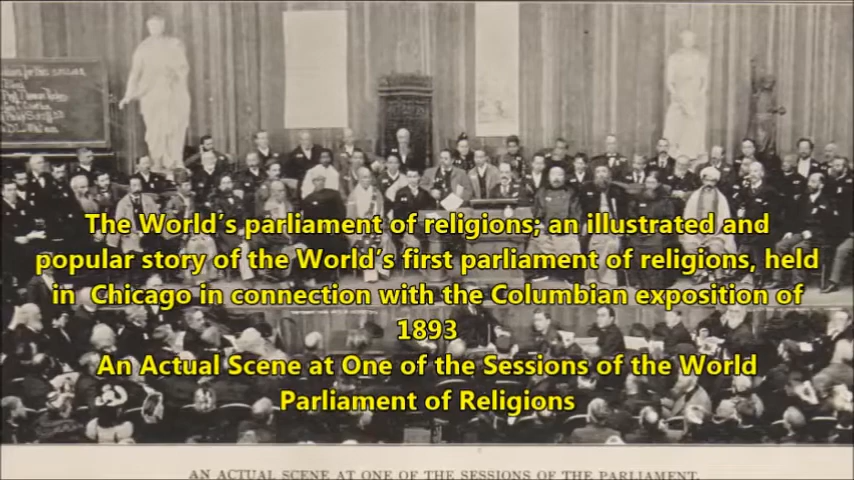 The World's parliament of religions; an illustrated and
popular story of the World's first parliament of religions, held
in Chicago in connection with the Columbian exposition of
1893
An Actual Scene at One of the Sessions of the World
Parliament of Religions
AN ACTUAL SCENE AT ONE OF THE SESSIONS OF THE PARLIAMENT.